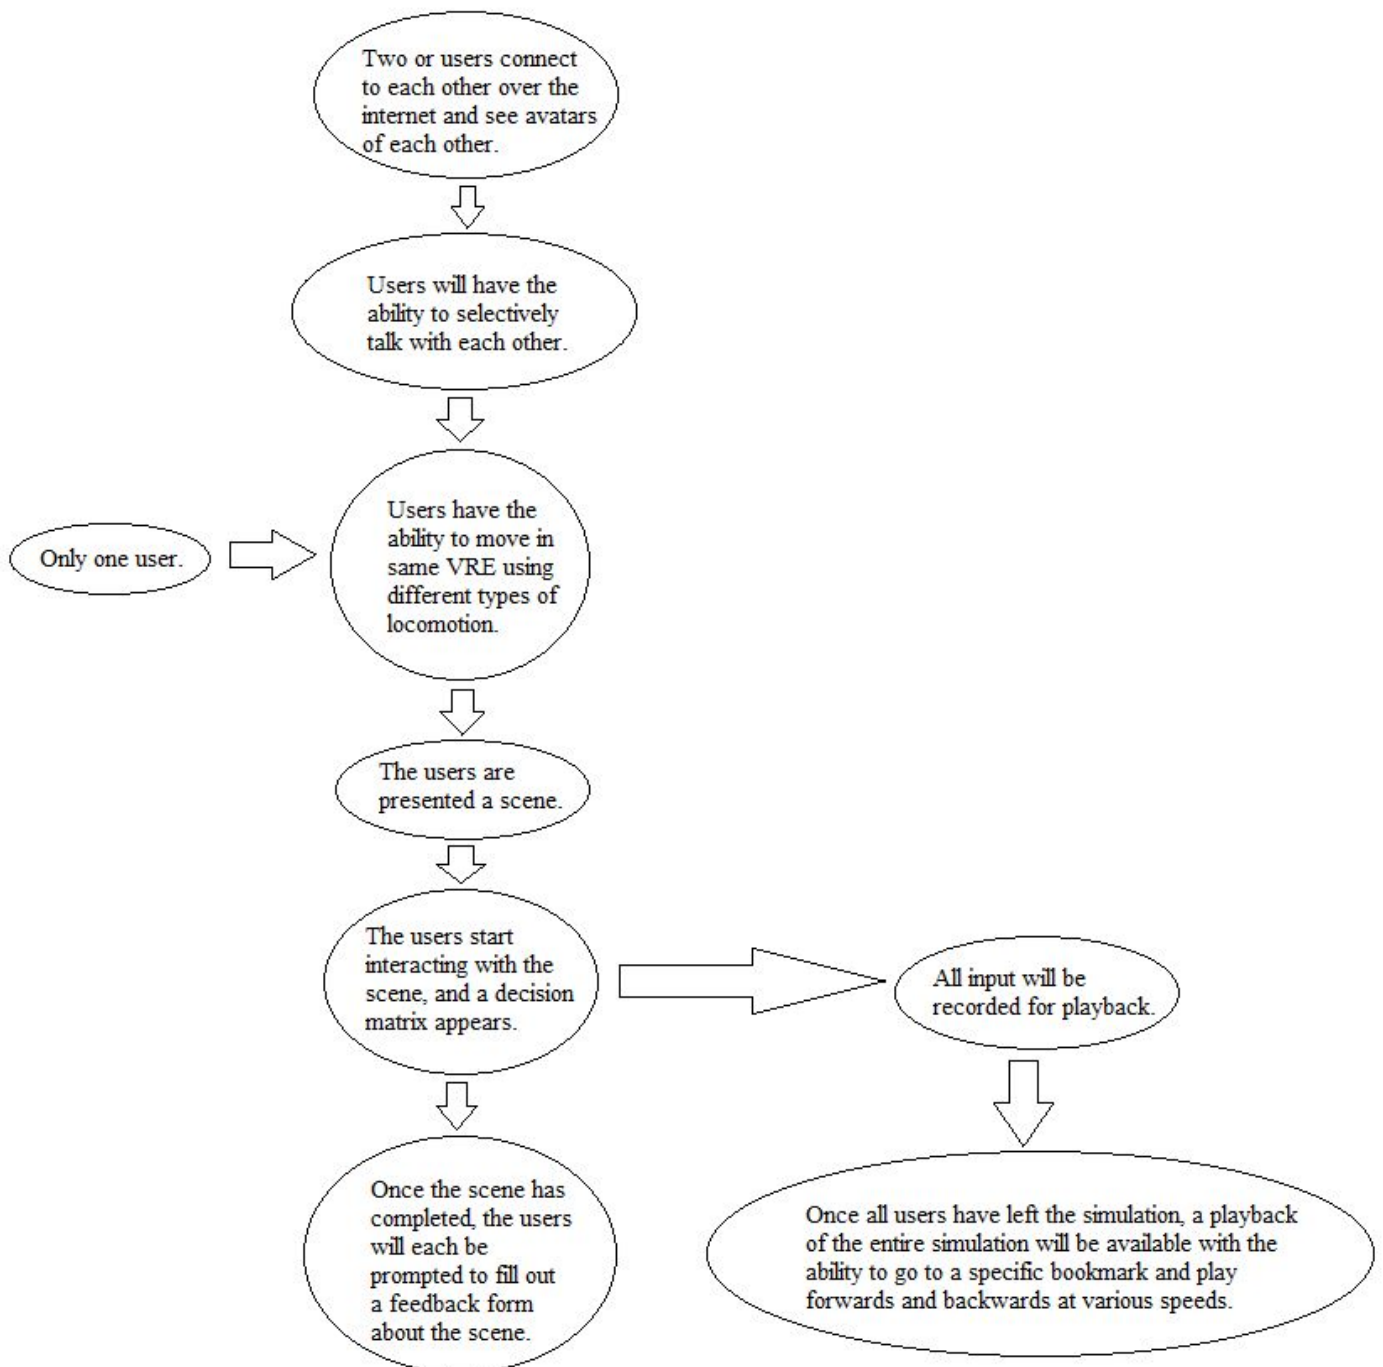 Two or users connect
to each other over the
internet and see avatars
of each other.
Users will have the
ability to selectively
talk with each other.
Users have the
ability to move in
same VRE using
different types of
locomotion.
Only one user.
The users are
presented a scene.
The users start
interacting with the
scene, and a decision
matrix appears.
All input will be
recorded for playback.
Once the scene has
completed, the users
will each be
prompted to fill out
a feedback form
about the scene.
Once all users have left the simulation, a playback
of the entire simulation will be available with the
ability to go to a specific bookmark and play
forwards and backwards at various speeds.